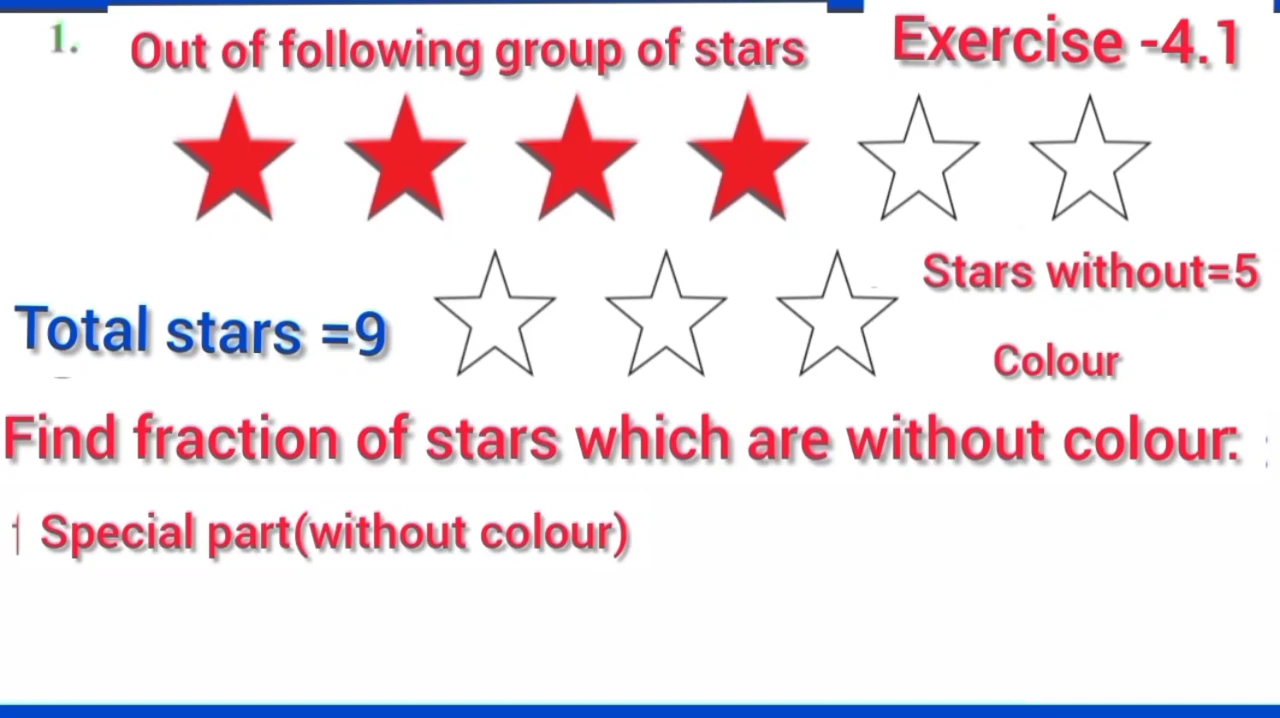 1. Out of following group of stars
Exercise -4.1
Stars without=5
Total stars =9
Colour
Find fraction of stars which are without colour:
Special part(without colour)